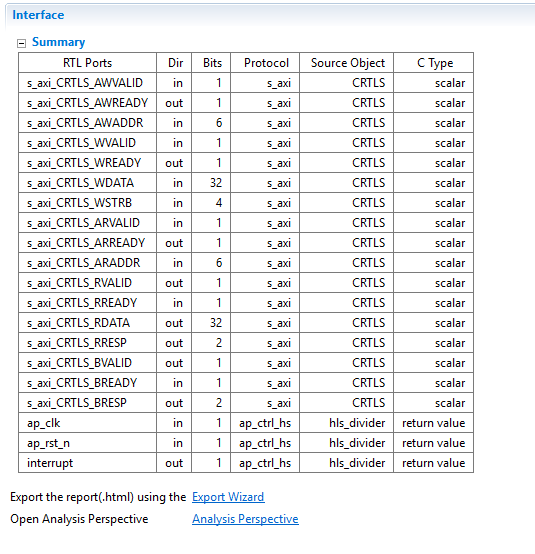 Interface
Summary
RTL Ports Dir Bits Protocol Source Object C Type
s_axi_CRTLS_AWVALID in 1 s_axi CRTLS scalar
s_axi_CRTLS_AWREADY out 1 s_axi CRTLS scalar
s_axi_CRTLS_AWADDR in 6 s_axi CRTLS scalar
s_axi_CRTLS_WVALID in 1 s_axi CRTLS scalar
s_axi_CRTLS_WREADY out 1 s_axi CRTLS scalar
s_axi_CRTLS_WDATA in 32 s_axi CRTLS scalar
s_axi_CRTLS_WSTRB in 4 s_axi CRTLS scalar
s_axi_CRTLS_ARVALID in 1 s_axi CRTLS scalar
s_axi_CRTLS_ARREADY out 1 s_axi CRTLS scalar
s_axi_CRTLS_ARADDR in 6 s_axi CRTLS scalar
s_axi_CRTLS_RVALID out 1 s_axi CRTLS scalar
s_axi_CRTLS_RREADY in 1 s_axi CRTLS scalar
s_axi_CRTLS_RDATA out 32 s_axi CRTLS scalar
s_axi_CRTLS_RRESP out 2 s_axi CRTLS scalar
s_axi_CRTLS_BVALID out 1 s_axi CRTLS scalar
s_axi_CRTLS_BREADY in 1 s_axi CRTLS scalar
s_axi_CRTLS_BRESP out 2 s_axi CRTLS scalar
ap_clk in 1 ap_ctrl_hs hls_divider return value
ap_rst_n in 1 ap_ctrl_hs hls_divider return value
interrupt out 1 ap_ctrl_hs hls_divider return value
Export the report(.html) using the Export Wizard
Open Analysis Perspective Analysis Perspective